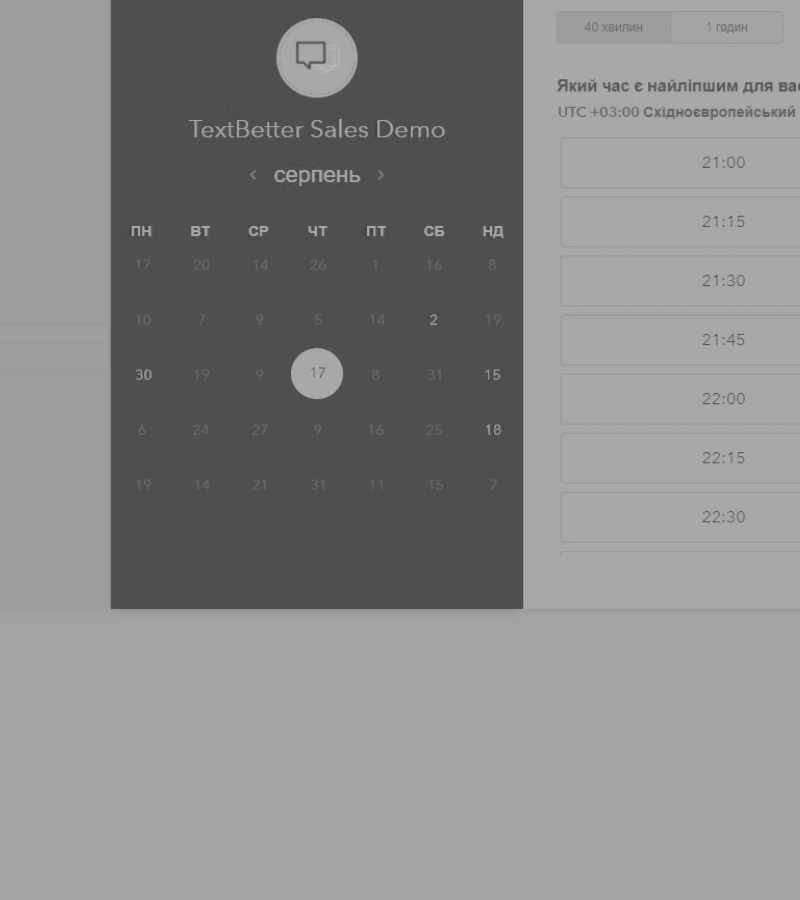 TextBetter Sales Demo
серпень
ПН ВТ СР ЧТ ПТ СБ НД
17 20 14 26 1 16 8
10 7 9 5 14 2 19
30 19 9 17 8 31 15
6 24 27 9 16 25 18
19 14 21 31 11 15 7
40 хвилин 1 годин
Який час є найліпшим для
UTC +03:00 Східноєвропейський
21:00
21:15
21:30
21:45
22:00
22:15
22:30